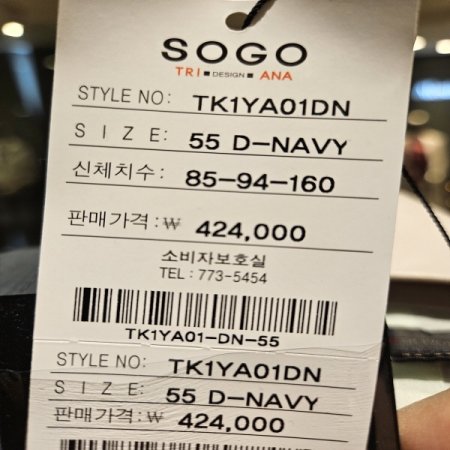 SOGO
TRI■DESIGN■ANA
STYLE NO: TK1YA01DN
SIZE: 55 D-NAVY
신체치수: 85-94-160
판매가격:₩ 424,000
소비자보호실
TEL : 773-5454
TK1YA01-DN-55
STYLE NO: TK1YA01DN
SIZE: 55 D-NAVY
판매가격:₩ 424,000